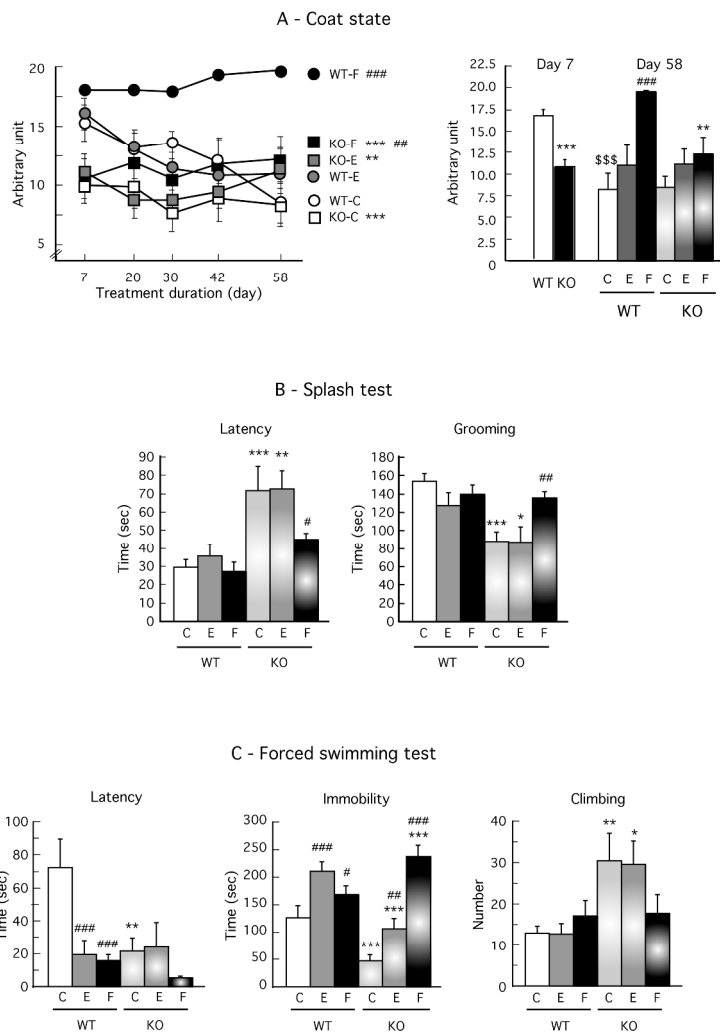 A - Coat state
Arbitrary unit
20
15
10
5
7 20 30 42 58
Treatment duration (day)
WT-F ###
KO-F *** ##
KO-E **
WT-E
WT-C
KO-C ***
Arbitrary unit
22.5
20.0
17.5
15.0
12.5
10.0
7.5
5.0
2.5
0
Day 7
Day 58
***
$$$
###
**
WT KO
C E F C E F
WT KO
B - Splash test
Latency
Time (sec)
90
80
70
60
50
40
30
20
10
0
*** **
#
C E F C E F
WT KO
Grooming
Time (sec)
180
160
140
120
100
80
60
40
20
0
***
*
##
C E F C E F
WT KO
C - Forced swimming test
Latency
Time (sec)
100
80
60
40
20
0
###
###
**
C E F C E F
WT KO
Immobility
Time (sec)
300
250
200
150
100
50
0
###
#
***
##
***
###
***
C E F C E F
WT KO
Climbing
Number
40
30
20
10
0
**
*
C E F C E F
WT KO